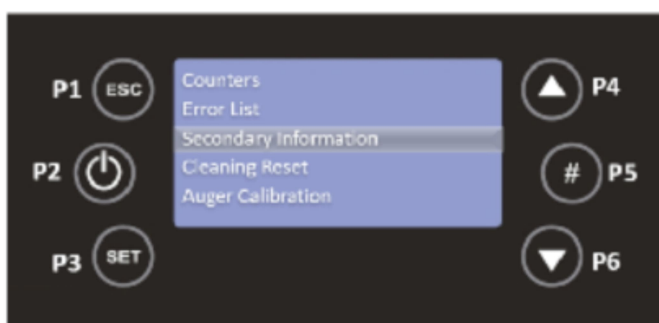 P1 ESC
P2
P3 SET
Counters
Error List
Secondary Information
Cleaning Reset
Auger Calibration
P4
# P5
P6